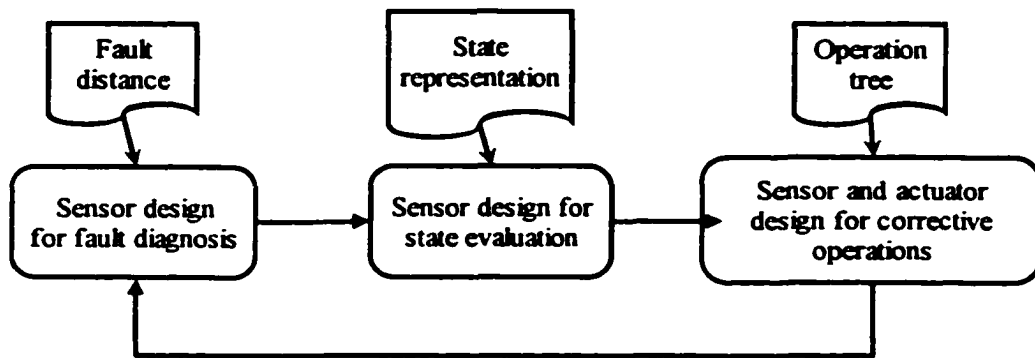 Fault
distance
State
representation
Operation
tree
Sensor design
for fault diagnosis
Sensor design for
state evaluation
Sensor and actuator
design for corrective
operations